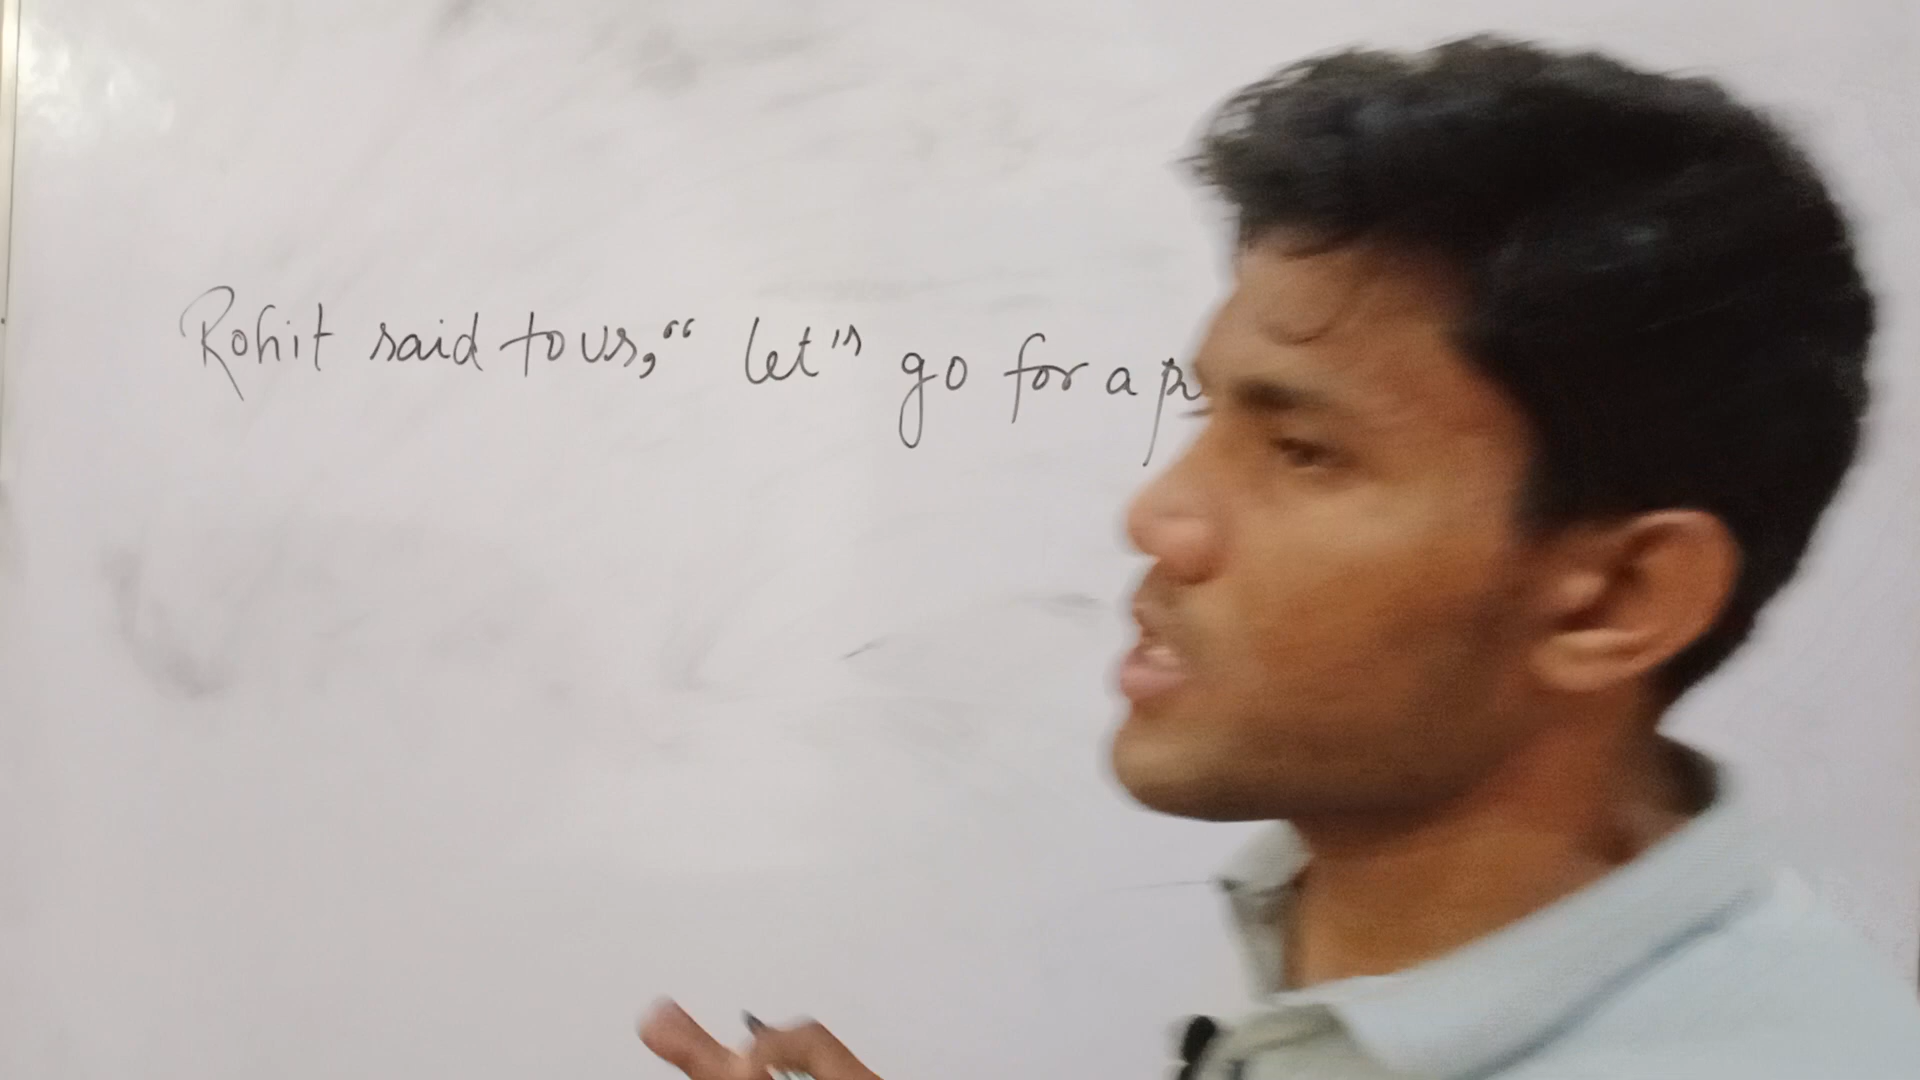 Rohit said to us, “ let"s go for a